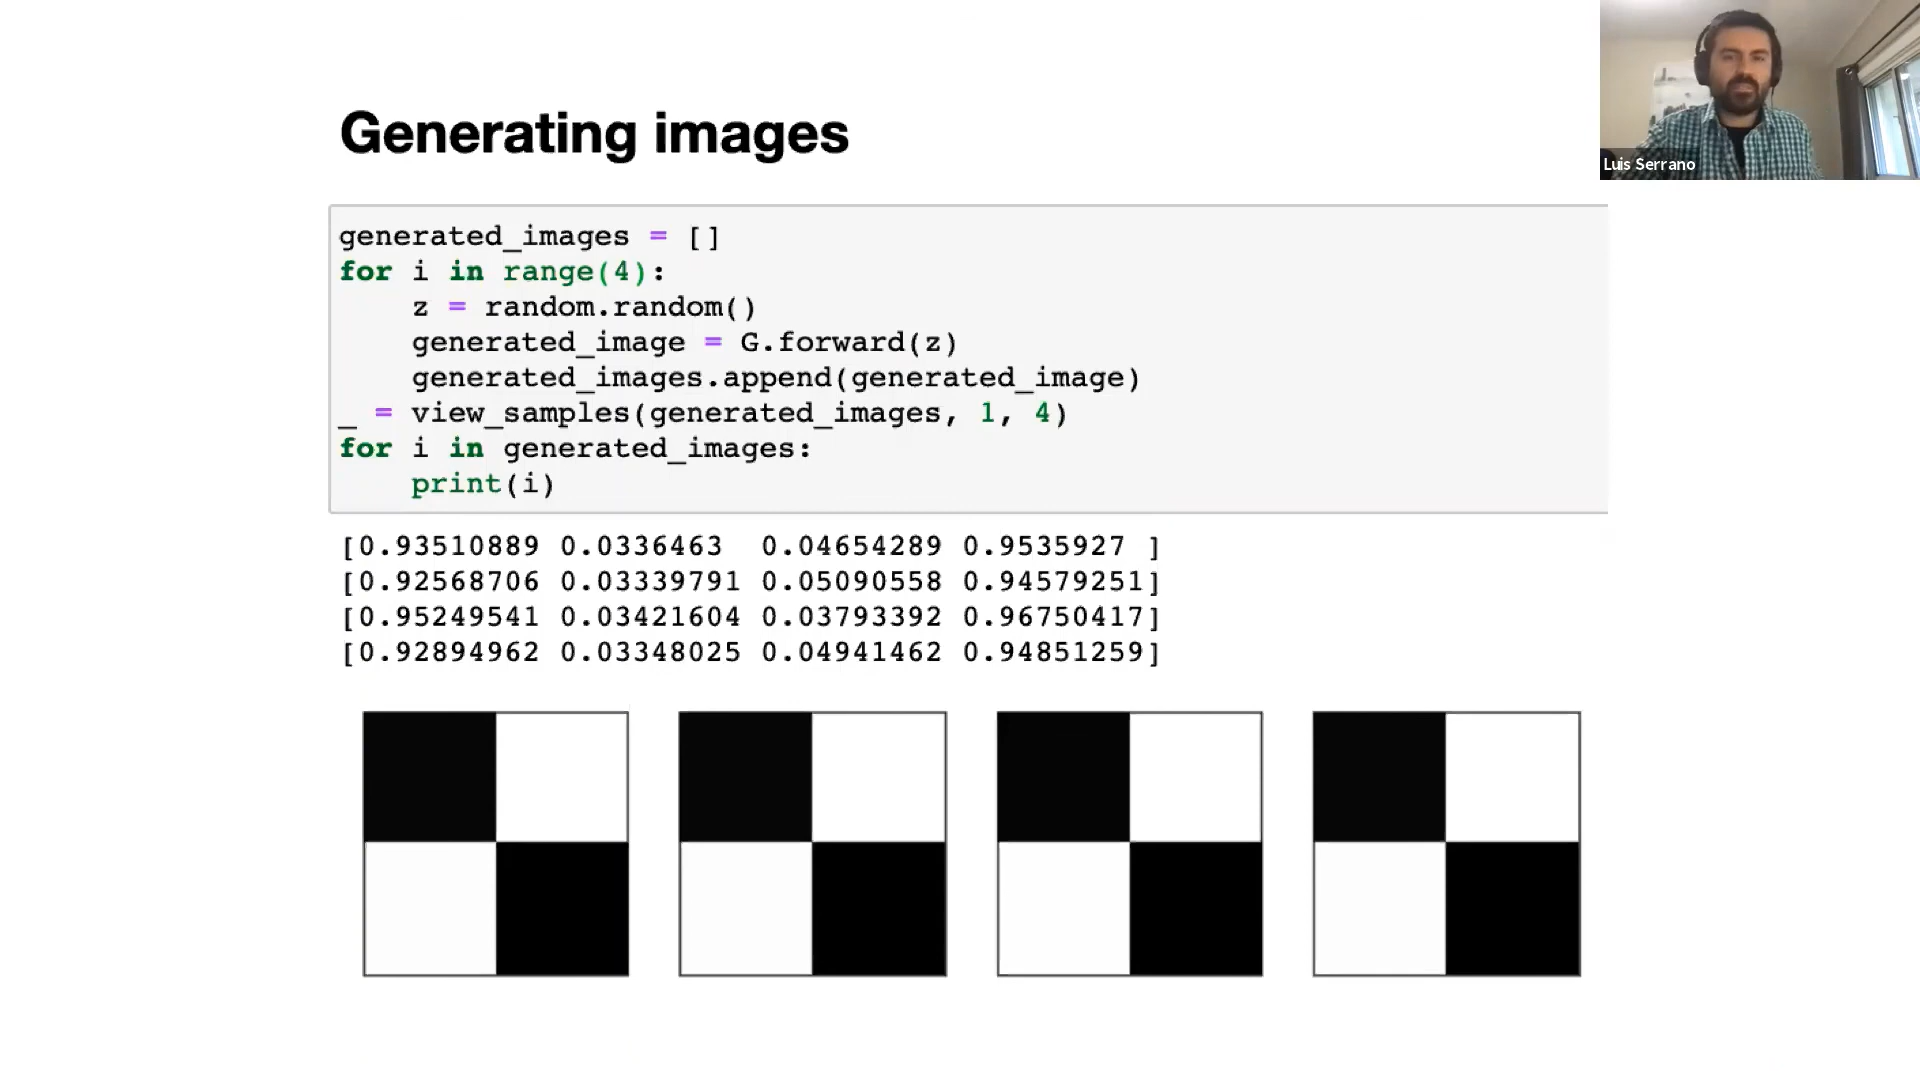 Generating images
Luis Serrano
generated_images = []
for i in range(4):
    z = random.random()
    generated_image = G.forward(z)
    generated_images.append(generated_image)
_ = view_samples(generated_images, 1, 4)
for i in generated_images:
    print(i)
[0.93510889 0.0336463  0.04654289 0.9535927 ]
[0.92568706 0.03339791 0.05090558 0.94579251]
[0.95249541 0.03421604 0.03793392 0.96750417]
[0.92894962 0.03348025 0.04941462 0.94851259]